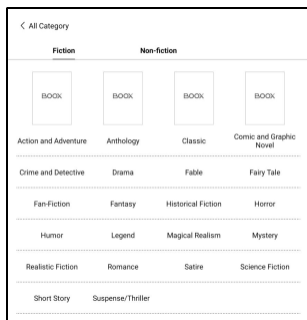 < All Category
Fiction Non-fiction
BOOX BOOX BOOX BOOX
Action and Adventure Anthology Classic Comic and Graphic
Novel
Crime and Detective Drama Fable Fairy Tale
Fan-Fiction Fantasy Historical Fiction Horror
Humor Legend Magical Realism Mystery
Realistic Fiction Romance Satire Science Fiction
Short Story Suspense/Thriller